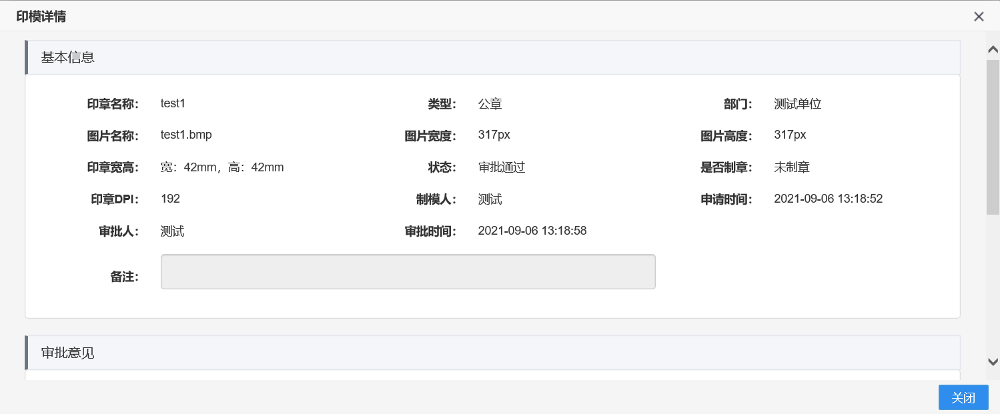 印模详情
基本信息
印章名称： test1 类型： 公章 部门： 测试单位
图片名称： test1.bmp 图片宽度： 317px 图片高度： 317px
印章宽高： 宽：42mm，高：42mm 状态： 审批通过 是否制章： 未制章
印章DPI： 192 制模人： 测试 申请时间： 2021-09-06 13:18:52
审批人： 测试 审批时间： 2021-09-06 13:18:58
备注：
审批意见
关闭